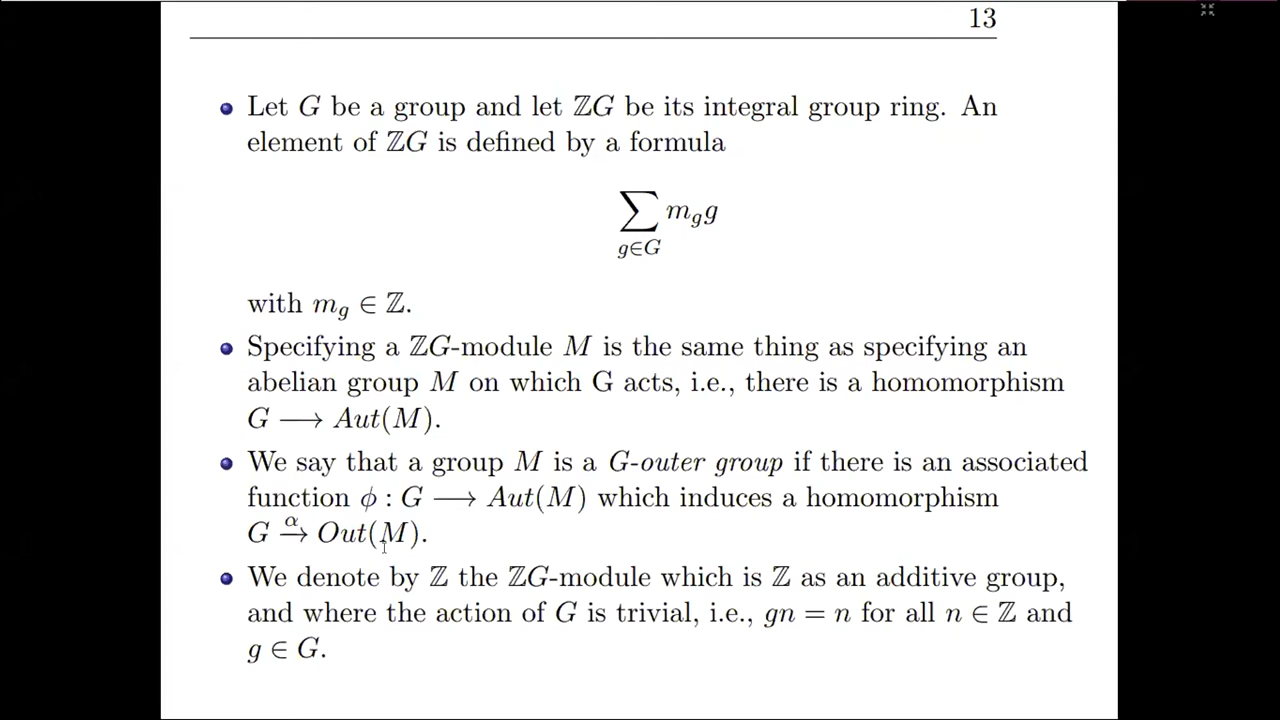 13
Let G be a group and let ℤG be its integral group ring. An
element of ℤG is defined by a formula
∑_{g∈G} m_g g
with m_g ∈ ℤ.
Specifying a ℤG-module M is the same thing as specifying an
abelian group M on which G acts, i.e., there is a homomorphism
G ⟶ Aut(M).
We say that a group M is a G-outer group if there is an associated
function ϕ : G ⟶ Aut(M) which induces a homomorphism
G →^α Out(M).
We denote by ℤ the ℤG-module which is ℤ as an additive group,
and where the action of G is trivial, i.e., gn = n for all n ∈ ℤ and
g ∈ G.